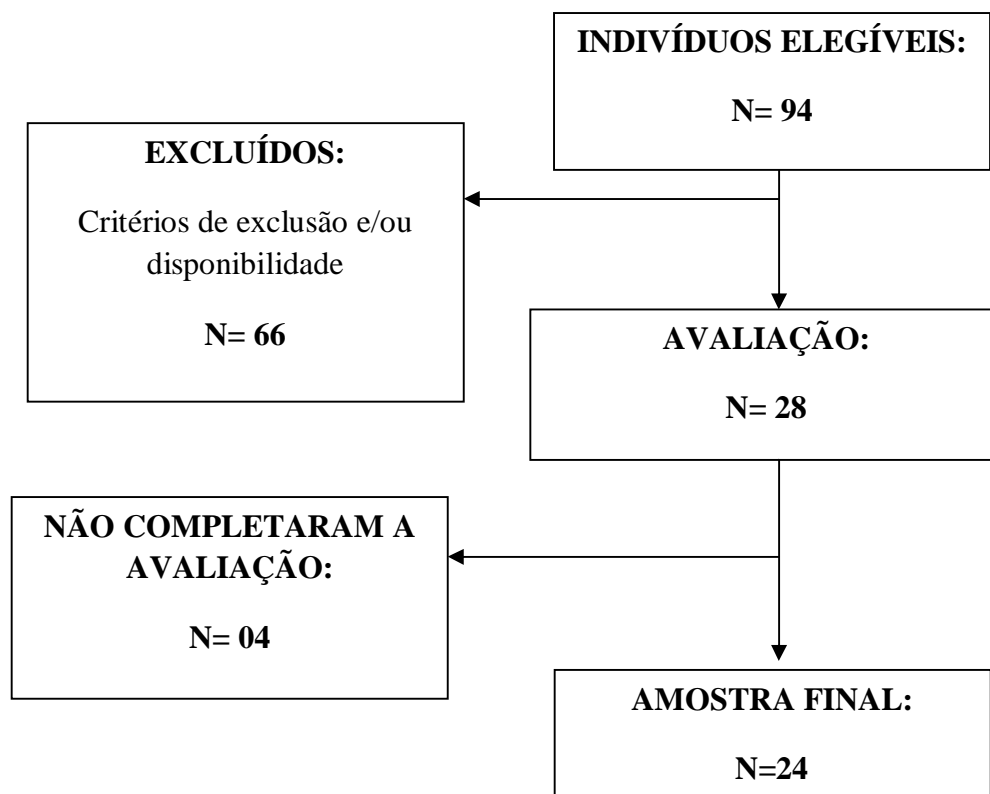 INDIVÍDUOS ELEGÍVEIS:
N= 94
EXCLUÍDOS:
Critérios de exclusão e/ou
disponibilidade
N= 66
AVALIAÇÃO:
N= 28
NÃO COMPLETARAM A
AVALIAÇÃO:
N= 04
AMOSTRA FINAL:
N=24